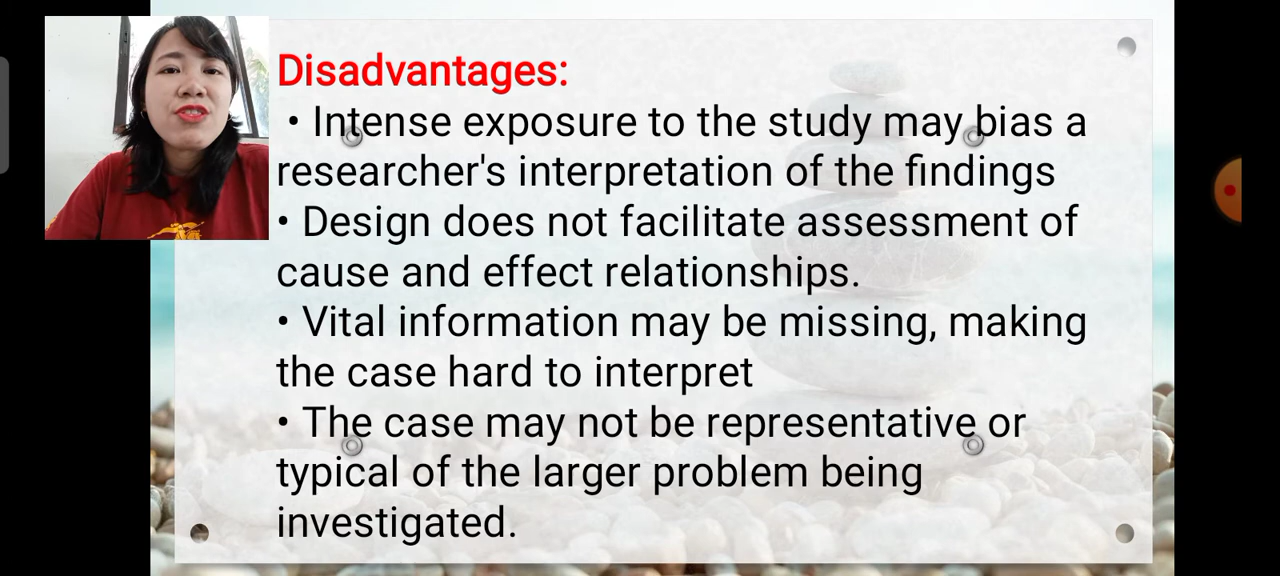 Disadvantages:
• Intense exposure to the study may bias a
researcher's interpretation of the findings
• Design does not facilitate assessment of
cause and effect relationships.
• Vital information may be missing, making
the case hard to interpret
• The case may not be representative or
typical of the larger problem being
investigated.